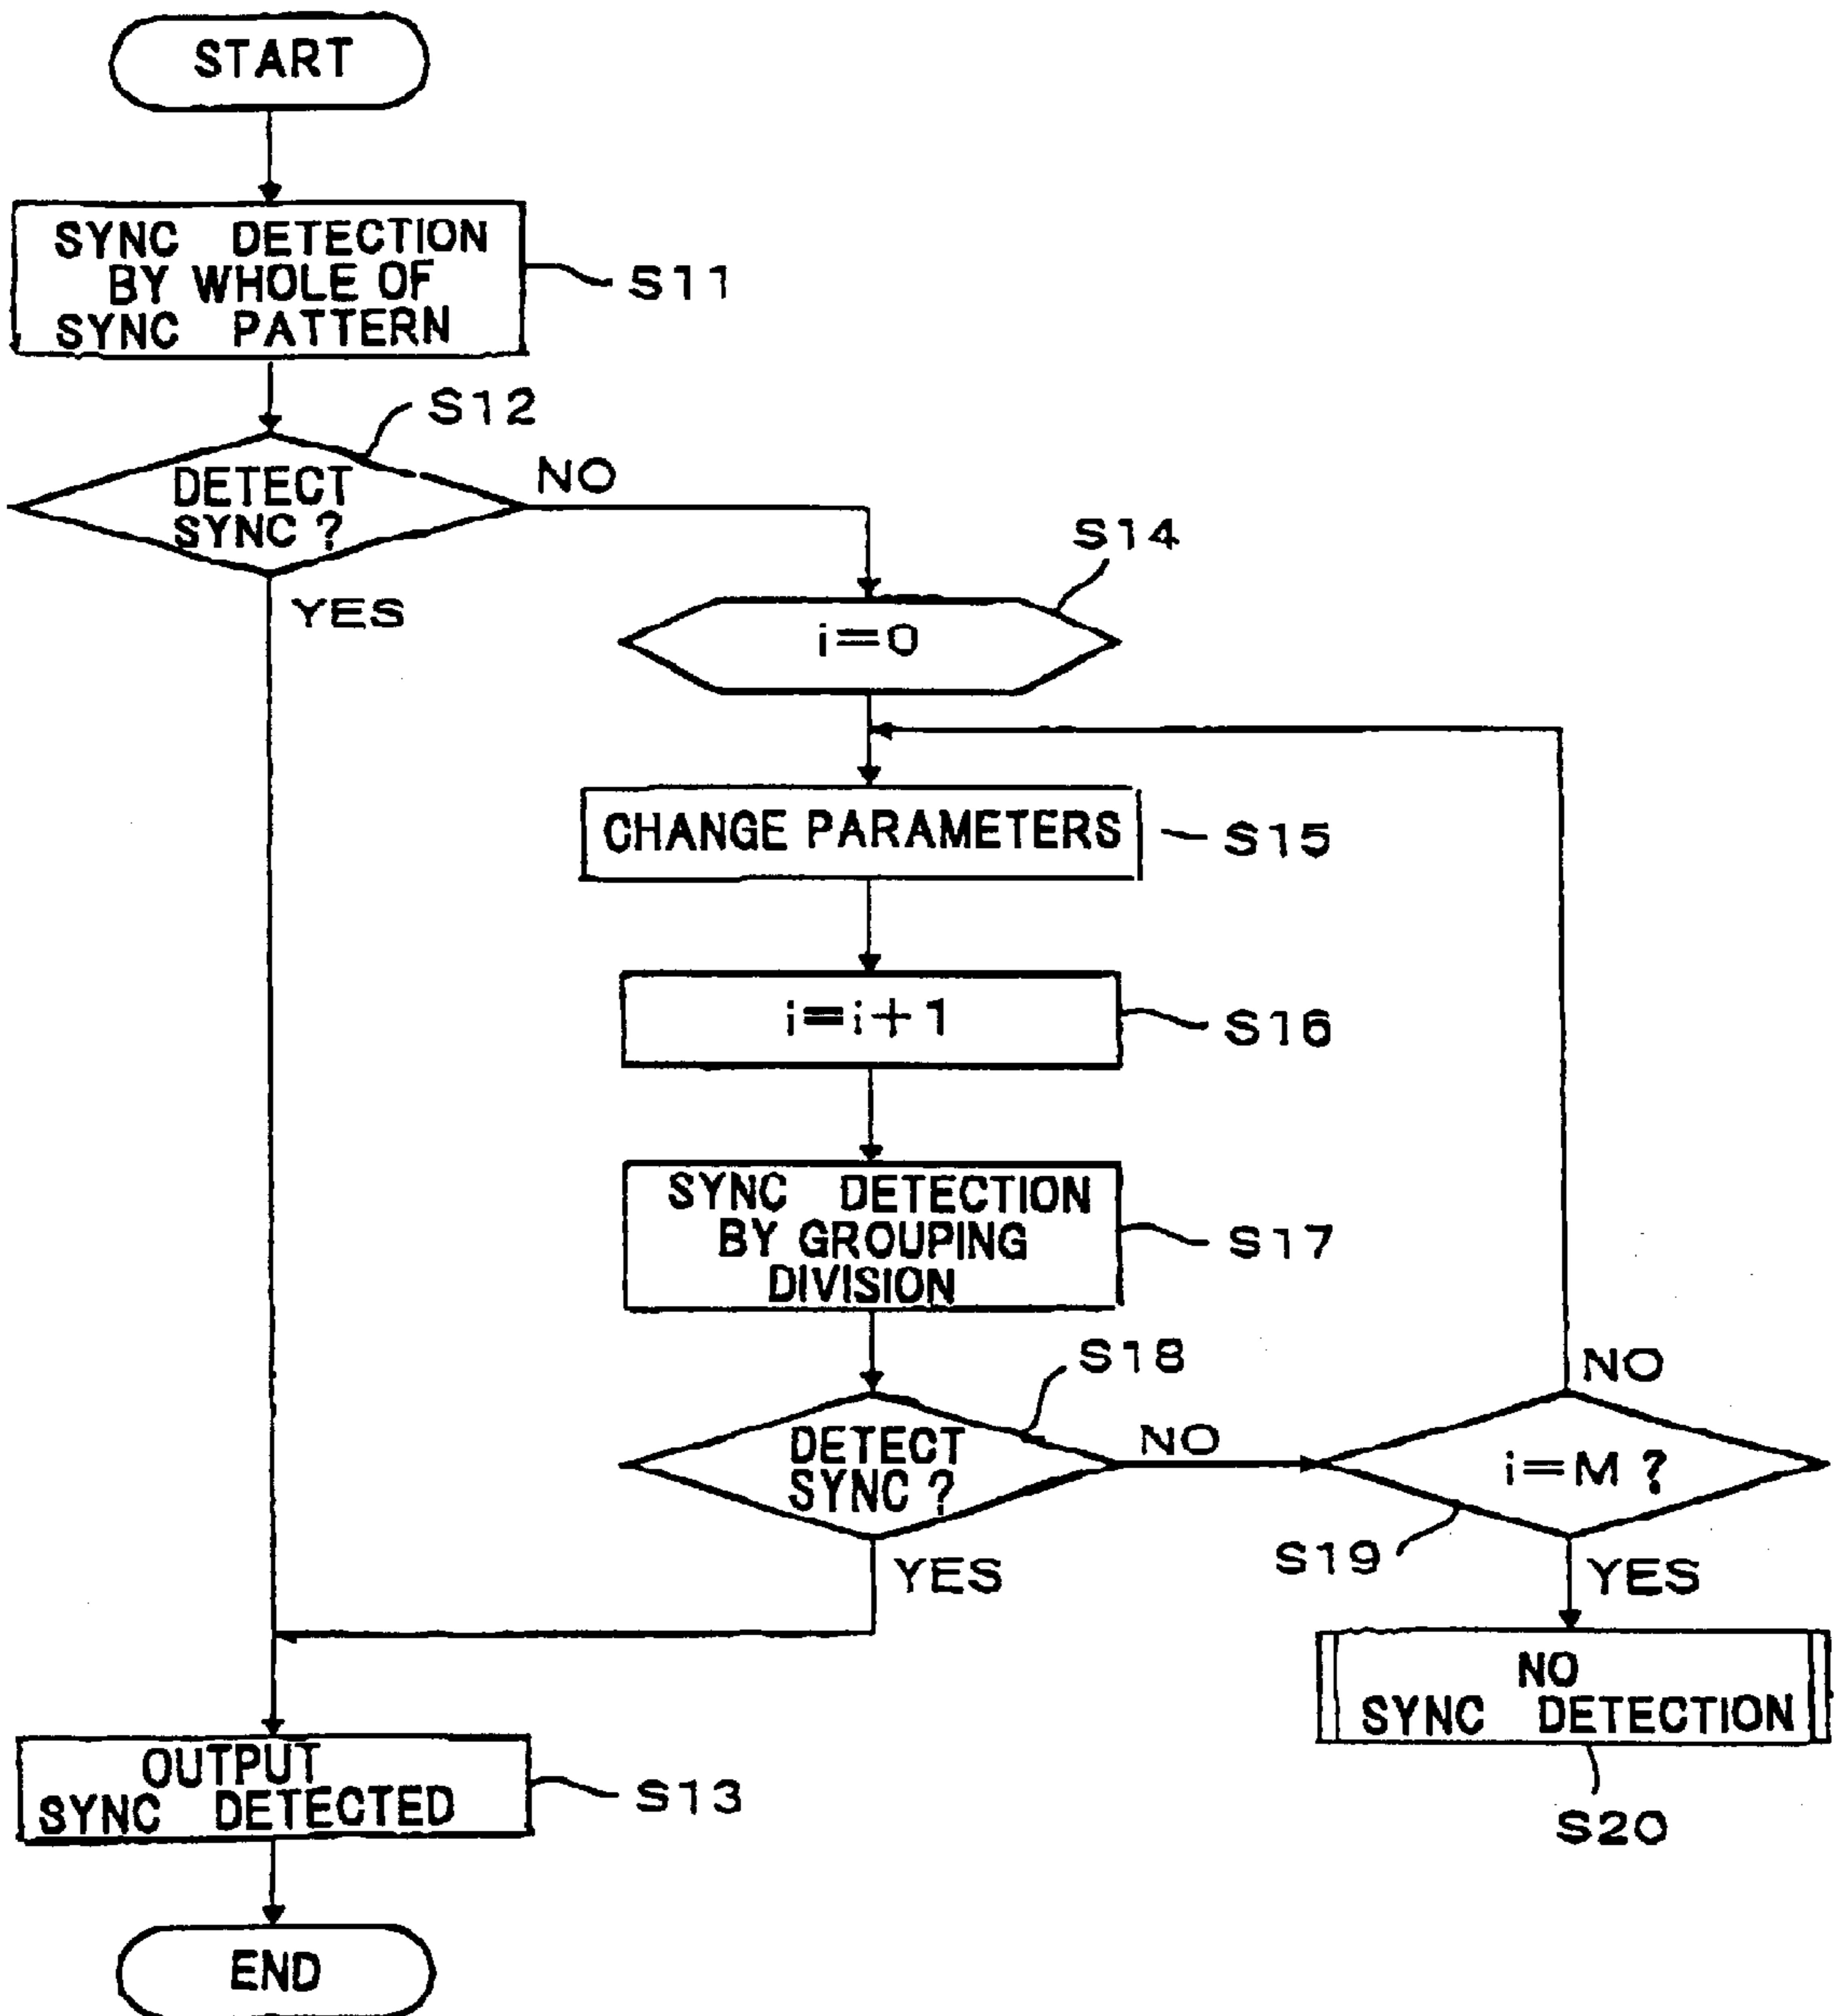 START
SYNC DETECTION
BY WHOLE OF
SYNC PATTERN
S11
S12
DETECT
SYNC ?
NO
YES
S14
i=0
CHANGE PARAMETERS
S15
i=i+1
S16
SYNC DETECTION
BY GROUPING
DIVISION
S17
S18
DETECT
SYNC ?
NO
YES
NO
i=M ?
S19
YES
NO
SYNC DETECTION
S20
OUTPUT
SYNC DETECTED
S13
END